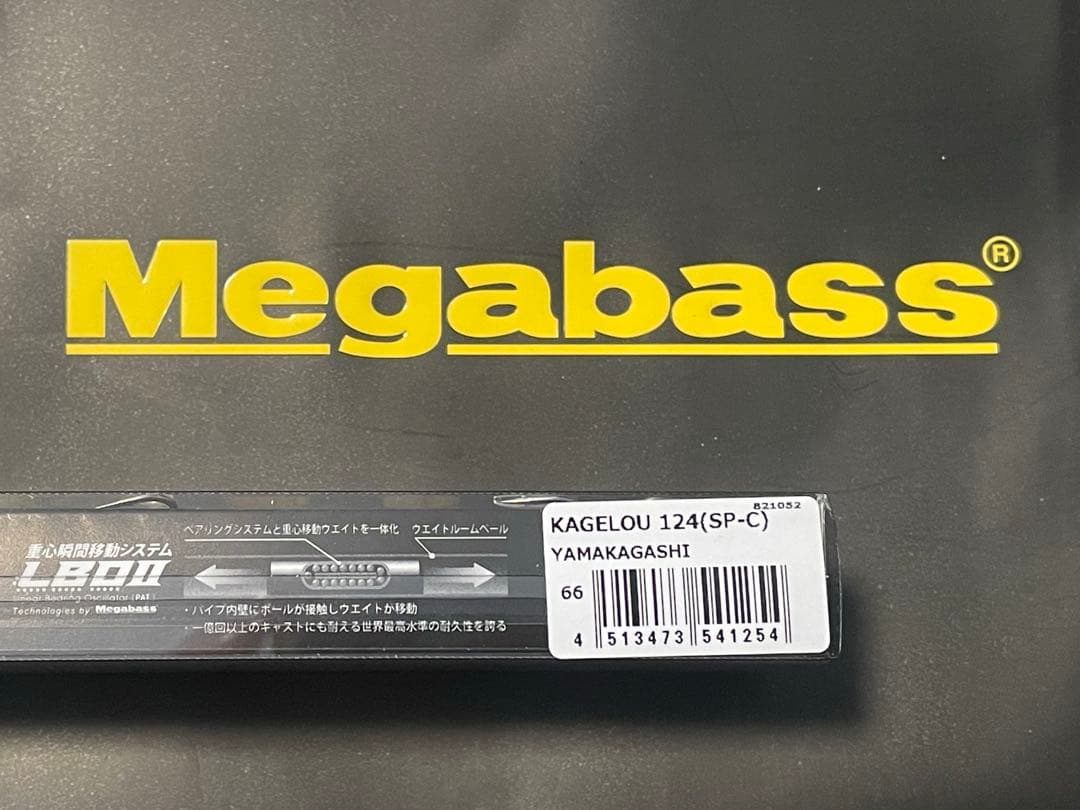 Megabass®
ベアリングシステムと重心移動ウエイトを一体化 ウエイトルームベール
重心瞬間移動システム
LBOII
Linear Bearing Oscillator (PAT.)
Technologies by Megabass
・パイプ内壁にボールが接触しウエイトが移動
・一億回以上のキャストにも耐える世界最高水準の耐久性を誇る
821052
KAGELOU 124(SP-C)
YAMAKAGASHI
66
4 513473 541254